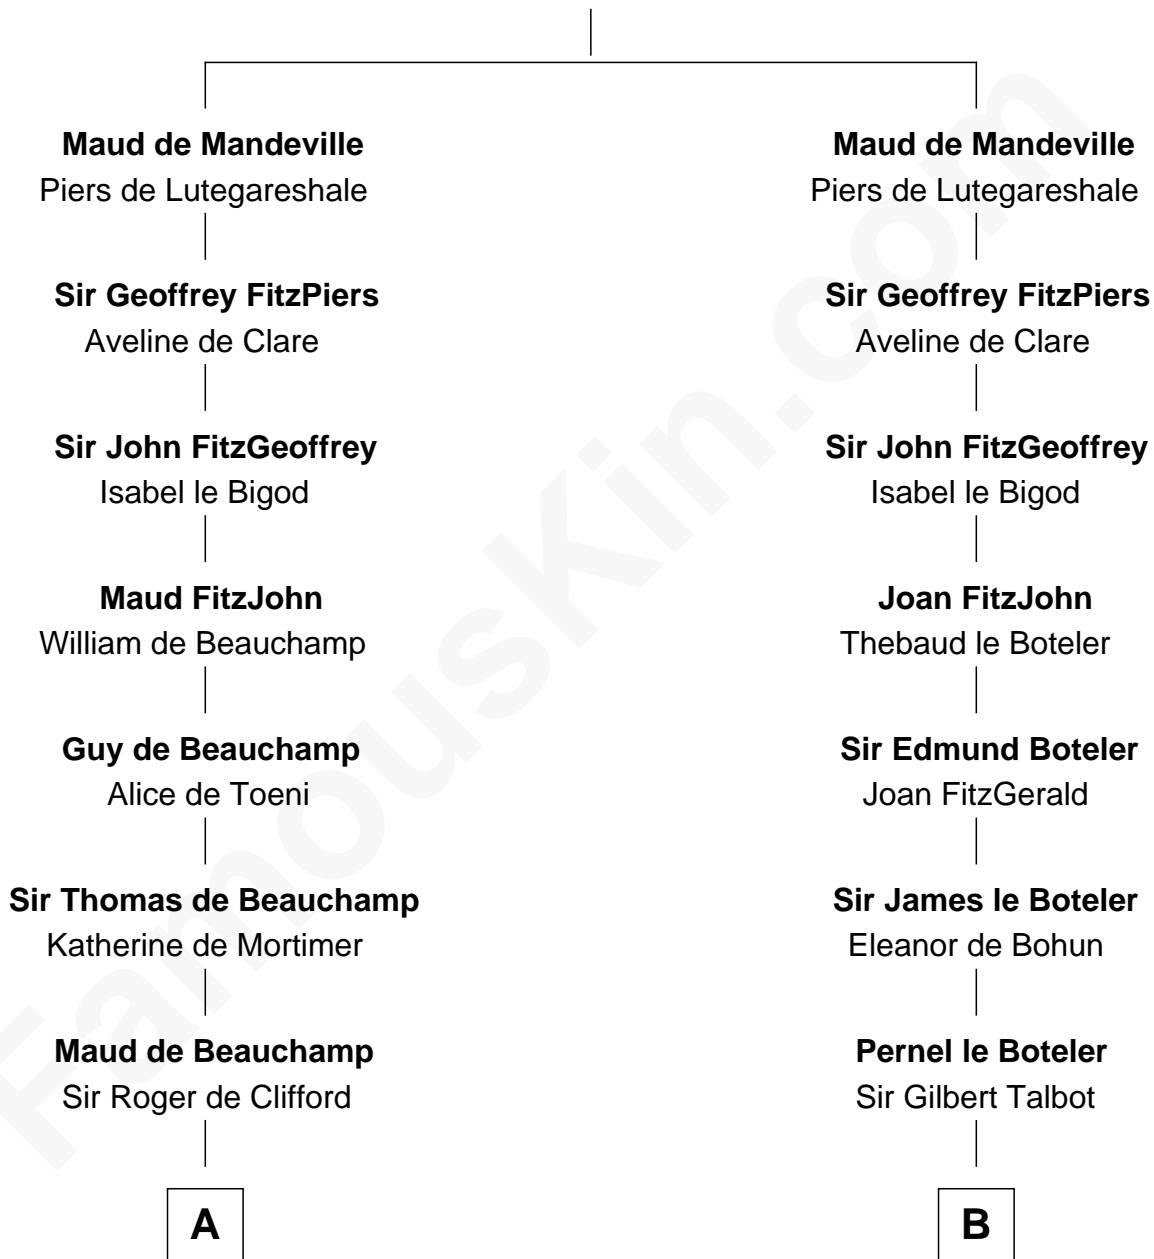 Maud de Mandeville
Piers de Lutegareshale
Sir Geoffrey FitzPiers
Aveline de Clare
Sir John FitzGeoffrey
Isabel le Bigod
Maud FitzJohn
William de Beauchamp
Guy de Beauchamp
Alice de Toeni
Sir Thomas de Beauchamp
Katherine de Mortimer
Maud de Beauchamp
Sir Roger de Clifford
A
Maud de Mandeville
Piers de Lutegareshale
Sir Geoffrey FitzPiers
Aveline de Clare
Sir John FitzGeoffrey
Isabel le Bigod
Joan FitzJohn
Thebaud le Boteler
Sir Edmund Boteler
Joan FitzGerald
Sir James le Boteler
Eleanor de Bohun
Pernel le Boteler
Sir Gilbert Talbot
B
FamousKin.com